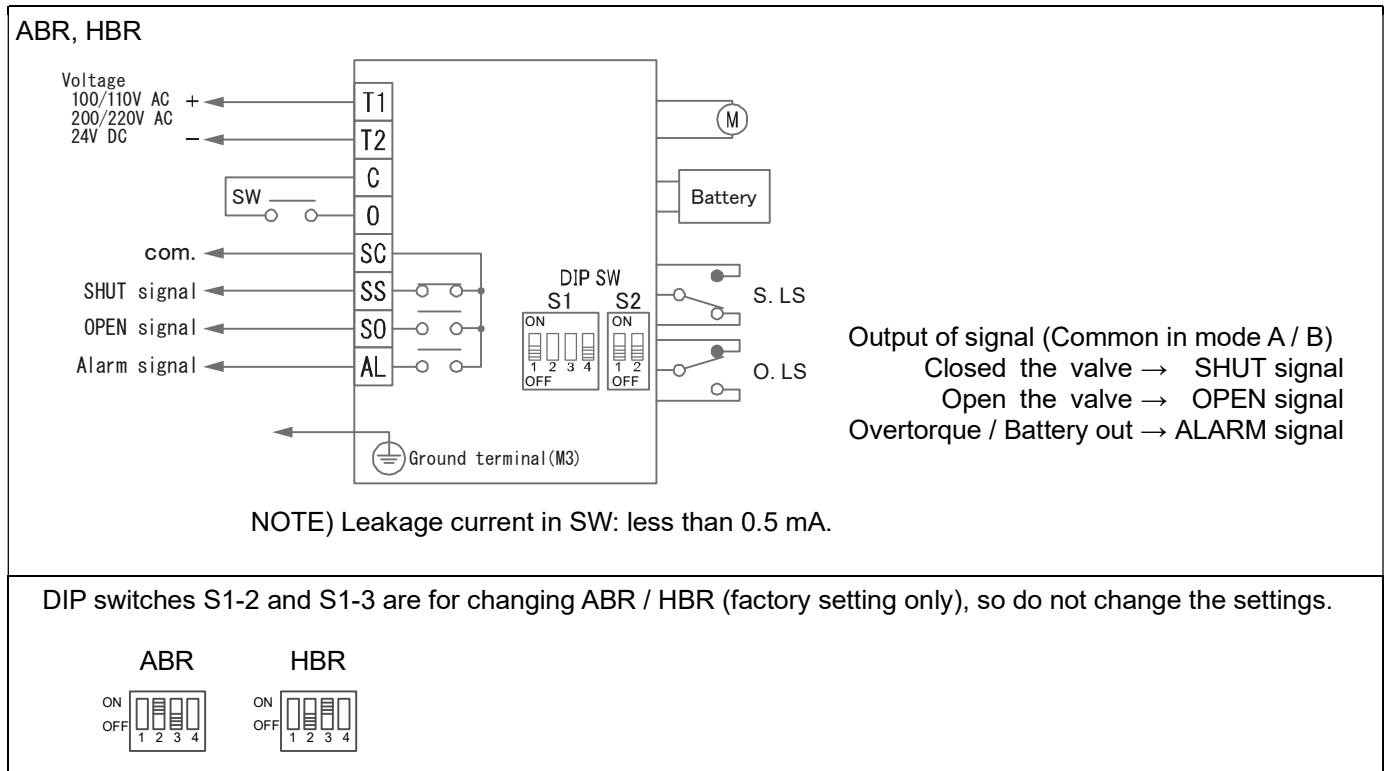 ABR, HBR
Voltage
100/110V AC +
200/220V AC
24V DC −
T1
T2
C
SW
O
com.
SC
SHUT signal
SS
OPEN signal
SO
Alarm signal
AL
M
Battery
DIP SW
S1 S2
ON ON
1 2 3 4 1 2
OFF OFF
S. LS
O. LS
Ground terminal(M3)
Output of signal (Common in mode A / B)
Closed the valve → SHUT signal
Open the valve → OPEN signal
Overtorque / Battery out → ALARM signal
NOTE) Leakage current in SW: less than 0.5 mA.
DIP switches S1-2 and S1-3 are for changing ABR / HBR (factory setting only), so do not change the settings.
ABR HBR
ON ON
OFF OFF
1 2 3 4 1 2 3 4